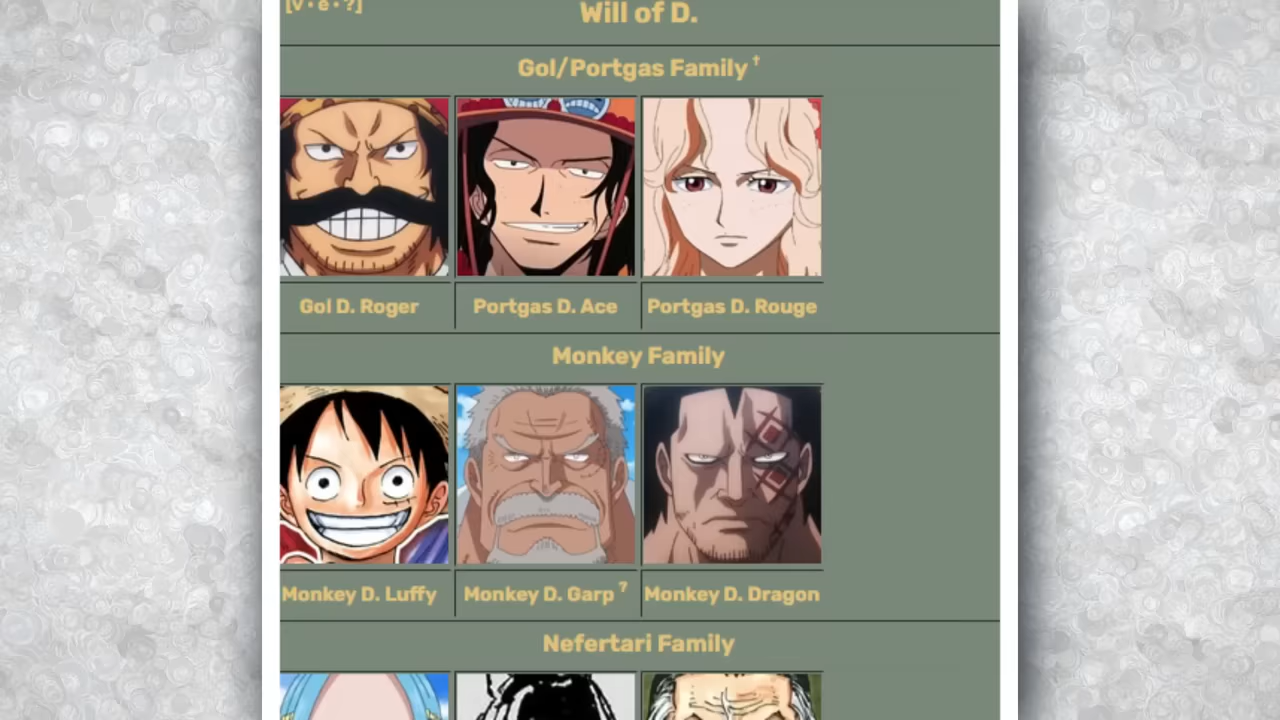 [v · e · ?]
Will of D.
Gol/Portgas Family †
Gol D. Roger
Portgas D. Ace
Portgas D. Rouge
Monkey Family
Monkey D. Luffy
Monkey D. Garp ?
Monkey D. Dragon
Nefertari Family